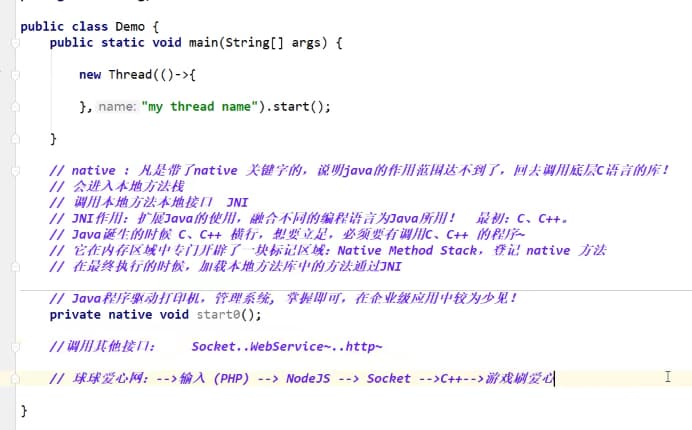 public class Demo {
public static void main(String[] args) {
new Thread(()->{
}, name: "my thread name").start();
}
// native : 凡是带了native 关键字的，说明java的作用范围达不到了，回去调用底层C语言的库！
// 会进入本地方法栈
// 调用本地方法本地接口 JNI
// JNI作用：扩展Java的使用，融合不同的编程语言为Java所用！ 最初：C、C++。
// Java诞生的时候 C、C++ 横行，想要立足，必须要有调用C、C++ 的程序~
// 它在内存区域中专门开辟了一块标记区域：Native Method Stack，登记 native 方法
// 在最终执行的时候，加载本地方法库中的方法通过JNI
// Java程序驱动打印机，管理系统，掌握即可，在企业级应用中较为少见！
private native void start0();
//调用其他接口： Socket..WebService~..http~
// 球球爱心网：-->输入 (PHP) --> NodeJS --> Socket -->C++-->游戏刷爱心
}